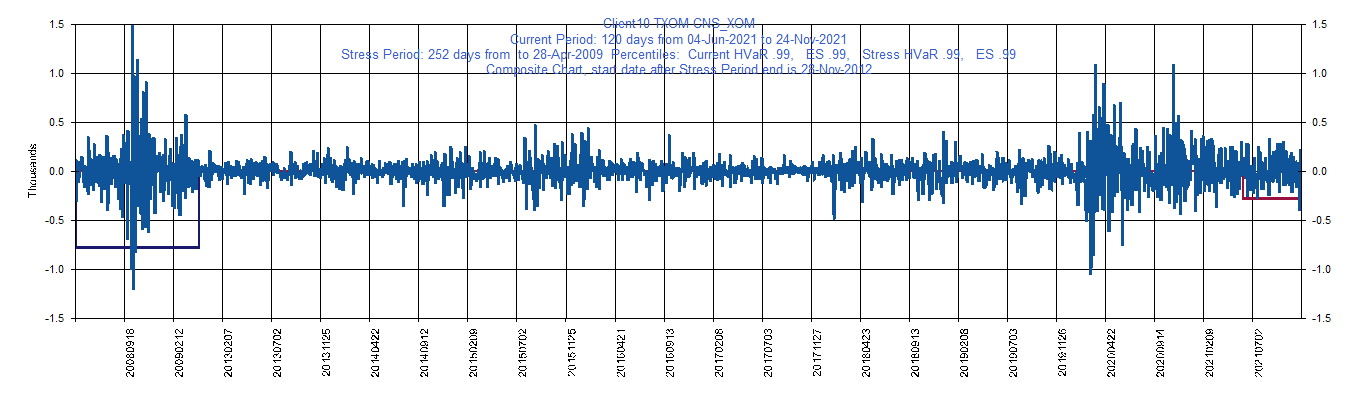 Client10 TXOM CNS_XOM
Current Period: 120 days from 04-Jun-2021 to 24-Nov-2021
Stress Period: 252 days from  to 28-Apr-2009  Percentiles:  Current HVaR .99,   ES .99,   Stress HVaR .99,   ES .99
Composite Chart, start date after Stress Period end is 28-Nov-2012
1.5 1.5
1.0 1.0
0.5 0.5
0.0 0.0
-0.5 -0.5
-1.0 -1.0
-1.5 -1.5
Thousands
20080918 20090212 20130207 20130702 20131125 20140422 20140912 20150209 20150702 20151125 20160421 20160913 20170208 20170703 20171127 20180423 20180913 20190208 20190703 20191126 20200422 20200914 20210209 20210702